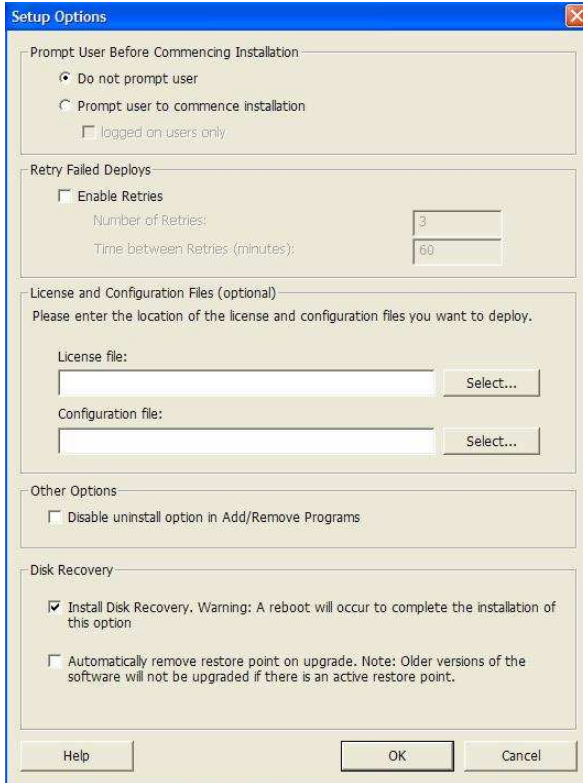 Setup Options
Prompt User Before Commencing Installation
Do not prompt user
Prompt user to commence installation
logged on users only
Retry Failed Deploys
Enable Retries
Number of Retries: 3
Time between Retries (minutes): 60
License and Configuration Files (optional)
Please enter the location of the license and configuration files you want to deploy.
License file:
Select...
Configuration file:
Select...
Other Options
Disable uninstall option in Add/Remove Programs
Disk Recovery
Install Disk Recovery. Warning: A reboot will occur to complete the installation of
this option
Automatically remove restore point on upgrade. Note: Older versions of the
software will not be upgraded if there is an active restore point.
Help OK Cancel